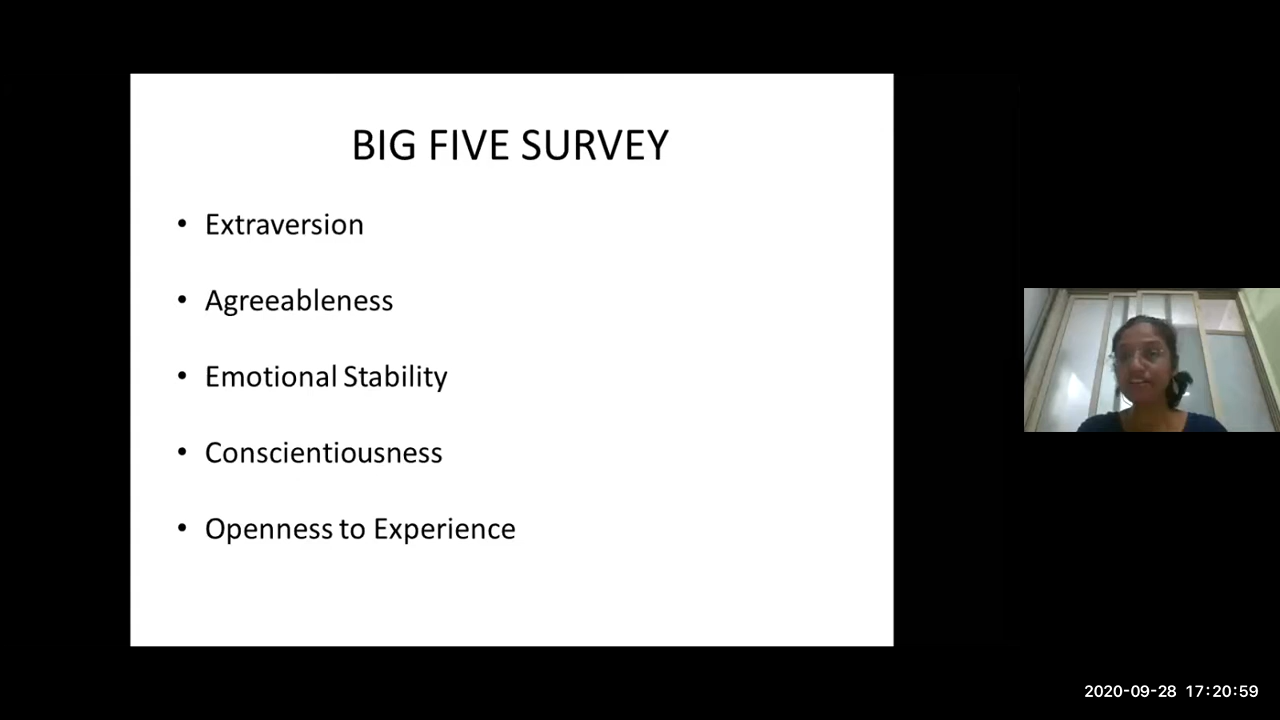 BIG FIVE SURVEY
• Extraversion
• Agreeableness
• Emotional Stability
• Conscientiousness
• Openness to Experience
2020-09-28 17:20:59